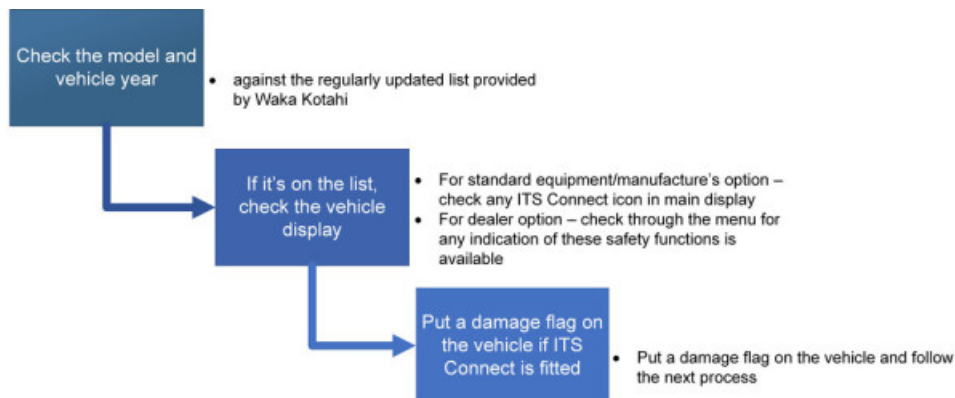 Check the model and
vehicle year
• against the regularly updated list provided
by Waka Kotahi
If it's on the list,
check the vehicle
display
• For standard equipment/manufacture's option –
check any ITS Connect icon in main display
• For dealer option – check through the menu for
any indication of these safety functions is
available
Put a damage flag on
the vehicle if ITS
Connect is fitted
• Put a damage flag on the vehicle and follow
the next process